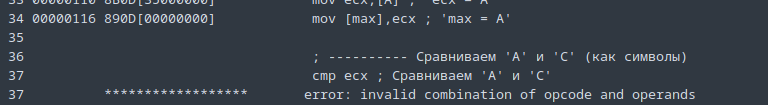 33 00000110 8B0D[35000000] mov ecx,[A] ; 'ecx = A'
34 00000116 890D[00000000] mov [max],ecx ; 'max = A'
35
36 ; ---------- Сравниваем 'A' и 'C' (как символы)
37 cmp ecx ; Сравниваем 'A' и 'C'
37 ****************** error: invalid combination of opcode and operands